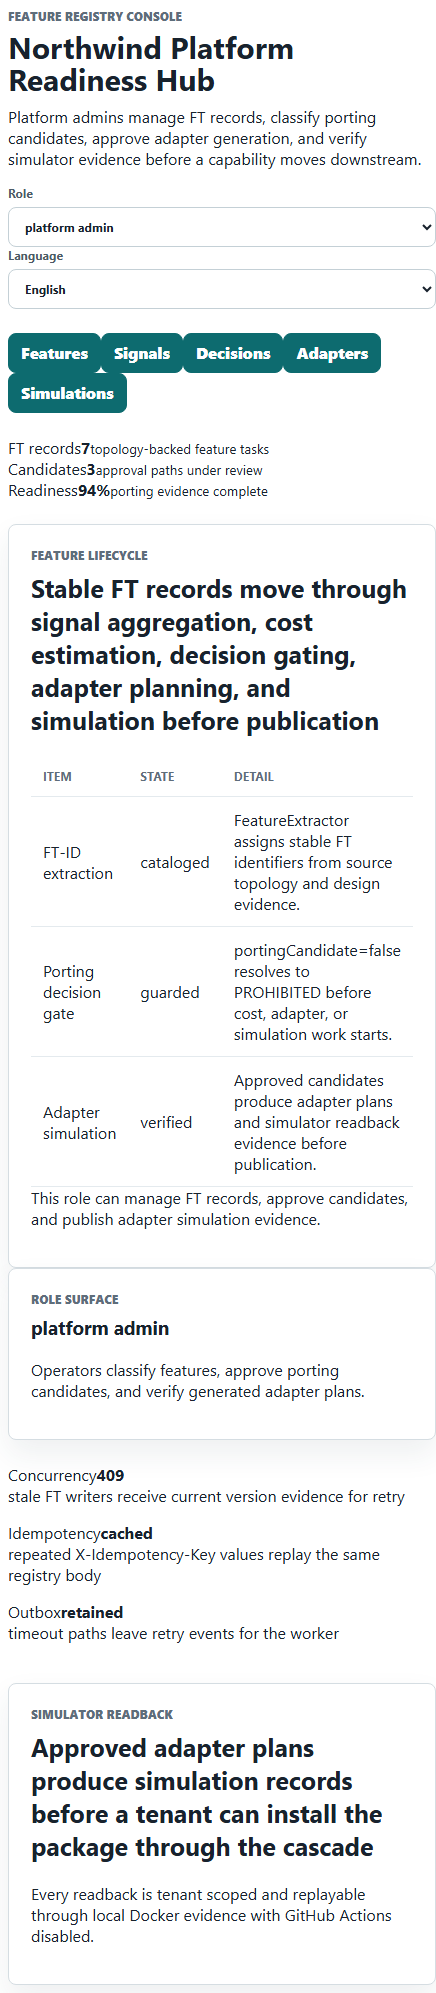 FEATURE REGISTRY CONSOLE
Northwind Platform
Readiness Hub
Platform admins manage FT records, classify porting
candidates, approve adapter generation, and verify
simulator evidence before a capability moves downstream.
Role
platform admin
Language
English
Features
Signals
Decisions
Adapters
Simulations
FT records7topology-backed feature tasks
Candidates3approval paths under review
Readiness94%porting evidence complete
FEATURE LIFECYCLE
Stable FT records move through
signal aggregation, cost
estimation, decision gating,
adapter planning, and
simulation before publication
ITEM STATE DETAIL
FT-ID
extraction
cataloged
FeatureExtractor
assigns stable FT
identifiers from source
topology and design
evidence.
Porting
decision
gate
guarded
portingCandidate=false
resolves to
PROHIBITED before
cost, adapter, or
simulation work starts.
Adapter
simulation
verified
Approved candidates
produce adapter plans
and simulator readback
evidence before
publication.
This role can manage FT records, approve candidates,
and publish adapter simulation evidence.
ROLE SURFACE
platform admin
Operators classify features, approve porting
candidates, and verify generated adapter plans.
Concurrency409
stale FT writers receive current version evidence for retry
Idempotencycached
repeated X-Idempotency-Key values replay the same
registry body
Outboxretained
timeout paths leave retry events for the worker
SIMULATOR READBACK
Approved adapter plans
produce simulation records
before a tenant can install the
package through the cascade
Every readback is tenant scoped and replayable
through local Docker evidence with GitHub Actions
disabled.